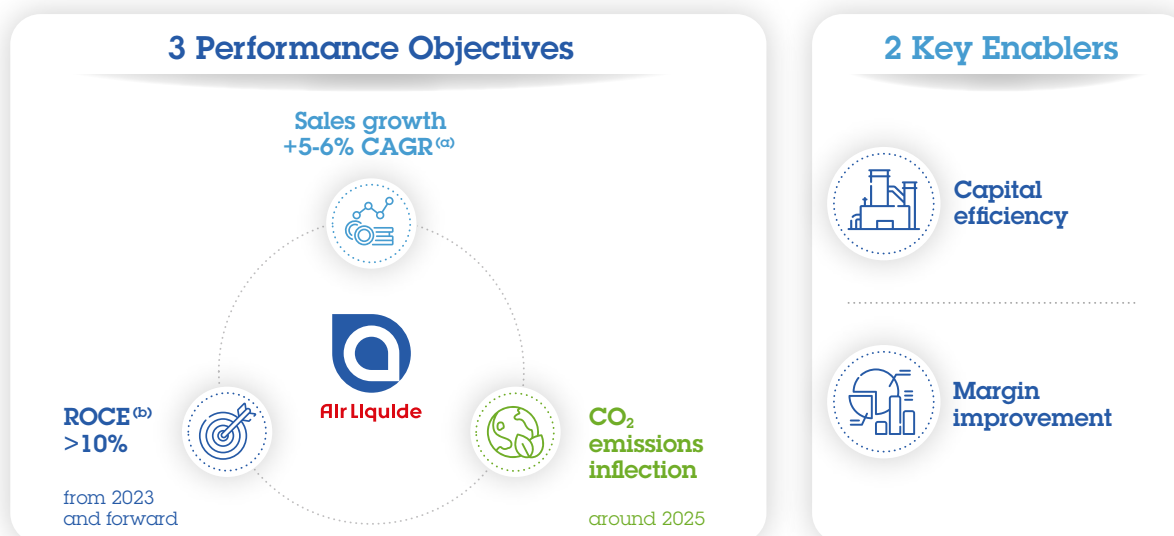 3 Performance Objectives
Sales growth
+5-6% CAGR(a)
Air Liquide
ROCE(b)
>10%
from 2023
and forward
CO₂
emissions
inflection
around 2025
2 Key Enablers
Capital
efficiency
Margin
improvement